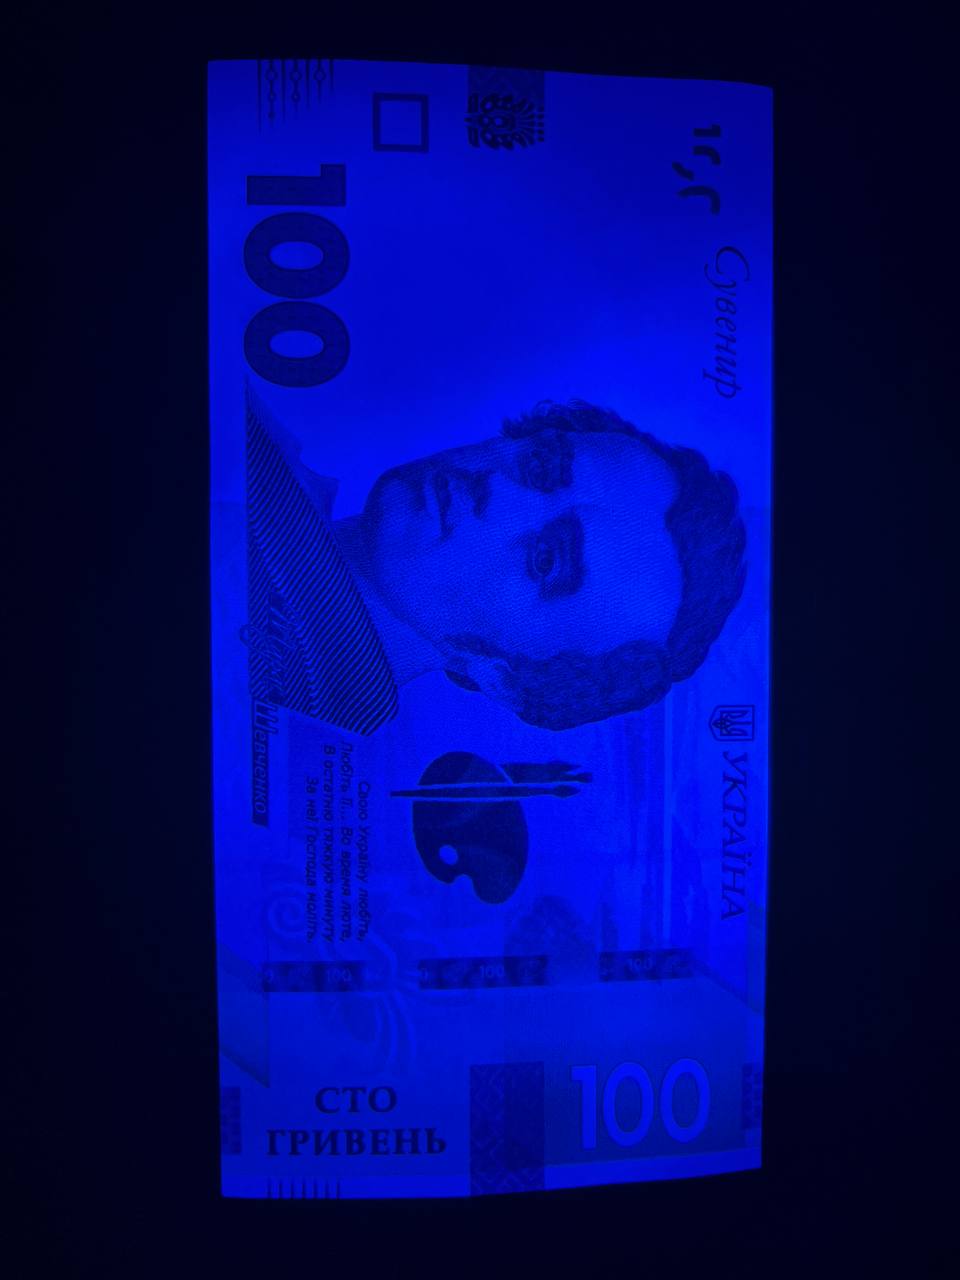 100
Сувенир
УКРАЇНА
Шевченко
Свою Україну любіть,
Любіть її... Во время люте,
В остатню тяжкую минуту
За неї Господа моліть.
100
100
100
СТО
ГРИВЕНЬ
100